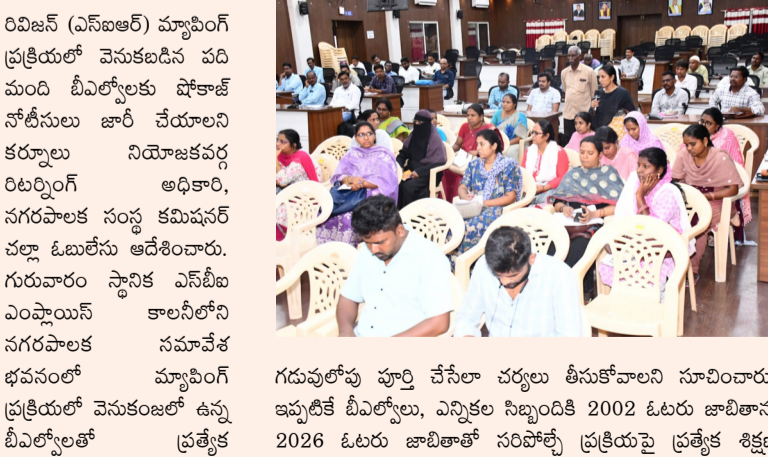 రివిజన్ (ఎస్ఐఆర్) మ్యాపింగ్
ప్రక్రియలో వెనుకబడిన పది
మంది బీఎల్వోలకు షోకాజ్
నోటీసులు జారీ చేయాలని
కర్నూలు నియోజకవర్గ
రిటర్నింగ్ అధికారి,
నగరపాలక సంస్థ కమిషనర్
చల్లా ఓబులేసు ఆదేశించారు.
గురువారం స్థానిక ఎస్‌బీఐ
ఎంప్లాయిస్ కాలనీలోని
నగరపాలక సమావేశ
భవనంలో మ్యాపింగ్
ప్రక్రియలో వెనుకంజలో ఉన్న
బీఎల్వోలతో ప్రత్యేక
గడువులోపు పూర్తి చేసేలా చర్యలు తీసుకోవాలని సూచించారు
ఇప్పటికే బీఎల్వోలు, ఎన్నికల సిబ్బందికి 2002 ఓటరు జాబితాన
2026 ఓటరు జాబితాతో సరిపోల్చే ప్రక్రియపై ప్రత్యేక శిక్షణ